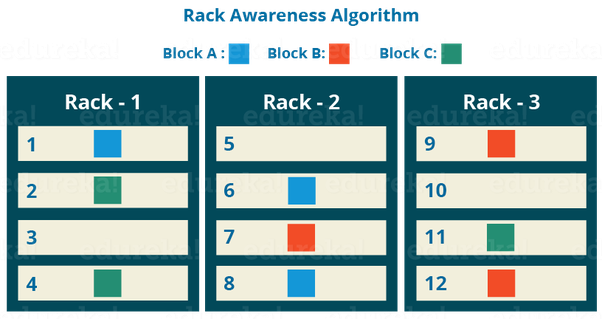 Rack Awareness Algorithm
Block A : Block B: Block C:
Rack - 1 Rack - 2 Rack - 3
1 5 9
2 6 10
3 7 11
4 8 12
edureka!